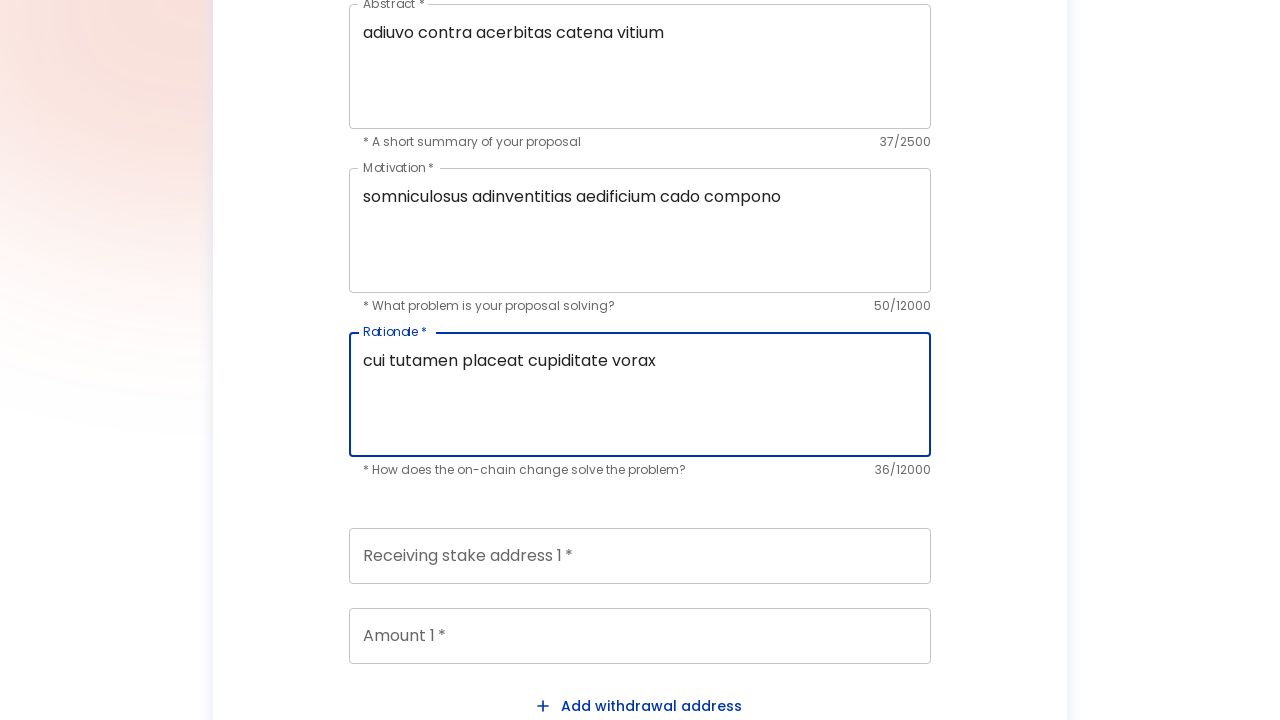 Abstract *
adiuvo contra acerbitas catena vitium
* A short summary of your proposal
37/2500
Motivation *
somniculosus adinventitias aedificium cado compono
* What problem is your proposal solving?
50/12000
Rationale *
cui tutamen placeat cupiditate vorax
* How does the on-chain change solve the problem?
36/12000
Receiving stake address 1 *
Amount 1 *
+ Add withdrawal address